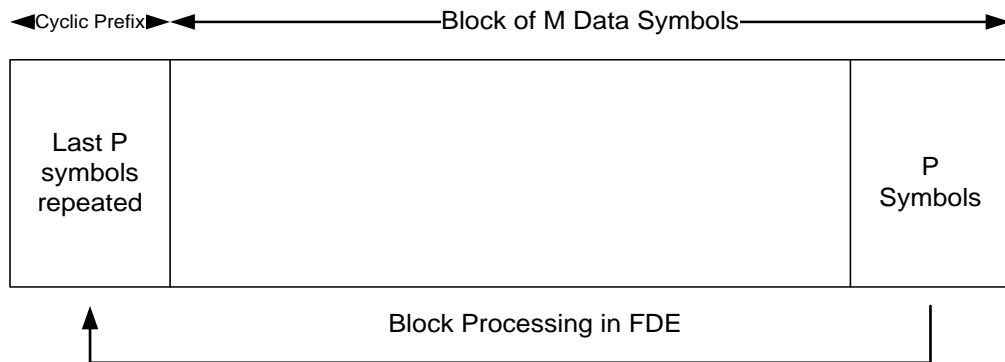 Cyclic Prefix
Block of M Data Symbols
Last P
symbols
repeated
P
Symbols
Block Processing in FDE